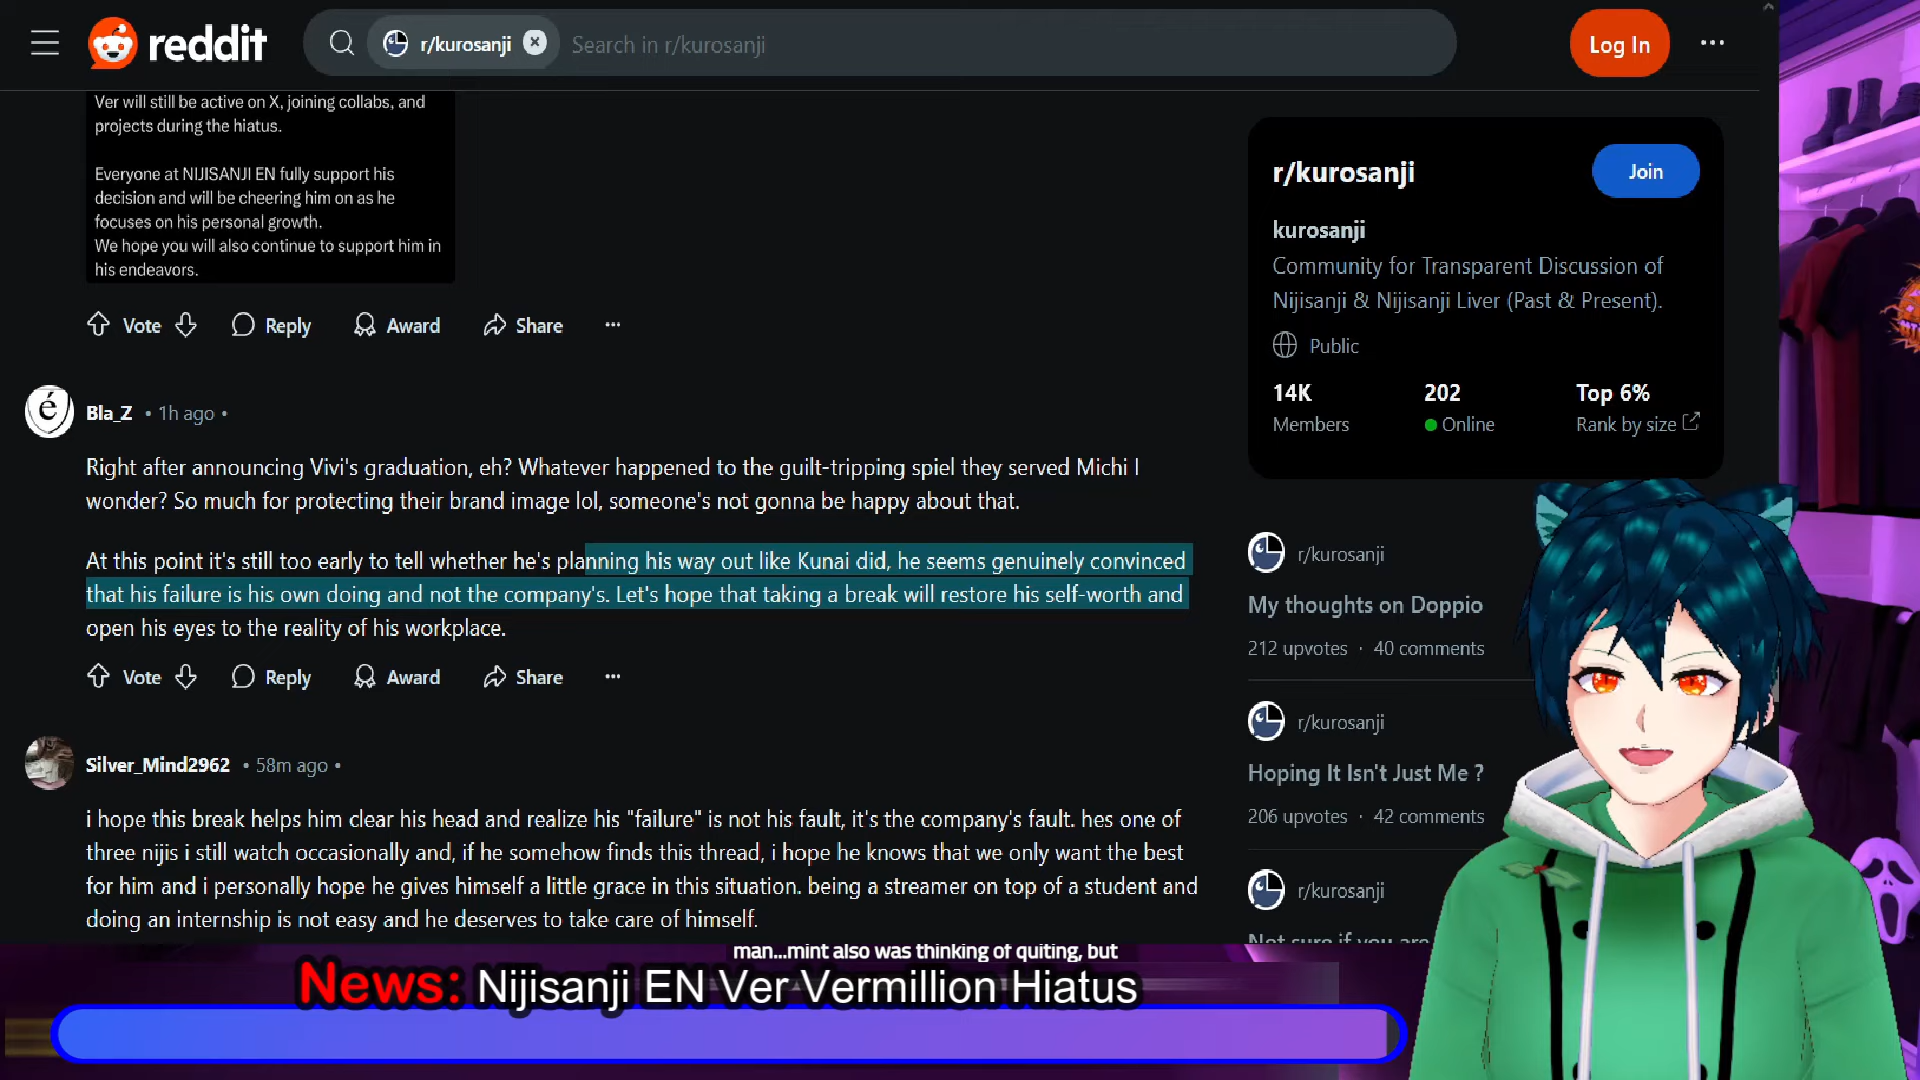 reddit
r/kurosanji
Search in r/kurosanji
Log In
Ver will still be active on X, joining collabs, and
projects during the hiatus.
Everyone at NIJISANJI EN fully support his
decision and will be cheering him on as he
focuses on his personal growth.
We hope you will also continue to support him in
his endeavors.
Vote
Reply
Award
Share
Bla_Z • 1h ago •
Right after announcing Vivi's graduation, eh? Whatever happened to the guilt-tripping spiel they served Michi I
wonder? So much for protecting their brand image lol, someone's not gonna be happy about that.
At this point it's still too early to tell whether he's planning his way out like Kunai did, he seems genuinely convinced
that his failure is his own doing and not the company's. Let's hope that taking a break will restore his self-worth and
open his eyes to the reality of his workplace.
Vote
Reply
Award
Share
Silver_Mind2962 • 58m ago •
i hope this break helps him clear his head and realize his "failure" is not his fault, it's the company's fault. hes one of
three nijis i still watch occasionally and, if he somehow finds this thread, i hope he knows that we only want the best
for him and i personally hope he gives himself a little grace in this situation. being a streamer on top of a student and
doing an internship is not easy and he deserves to take care of himself.
r/kurosanji
Join
kurosanji
Community for Transparent Discussion of
Nijisanji & Nijisanji Liver (Past & Present).
Public
14K
202
Top 6%
Members
Online
Rank by size
r/kurosanji
My thoughts on Doppio
212 upvotes · 40 comments
r/kurosanji
Hoping It Isn't Just Me ?
206 upvotes · 42 comments
r/kurosanji
Not sure if you are
man...mint also was thinking of quiting, but
News: Nijisanji EN Ver Vermillion Hiatus